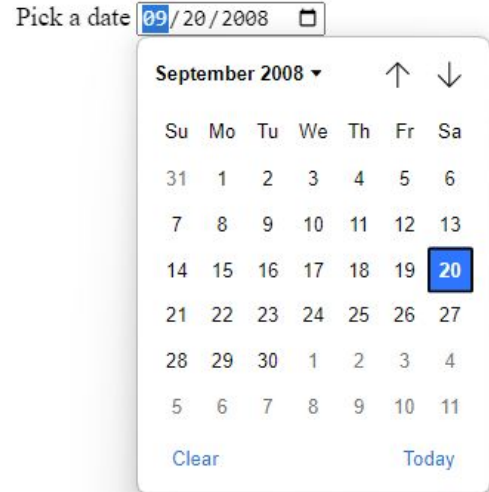 Pick a date 09/20/2008
September 2008
Su Mo Tu We Th Fr Sa
31 1 2 3 4 5 6
7 8 9 10 11 12 13
14 15 16 17 18 19 20
21 22 23 24 25 26 27
28 29 30 1 2 3 4
5 6 7 8 9 10 11
Clear Today